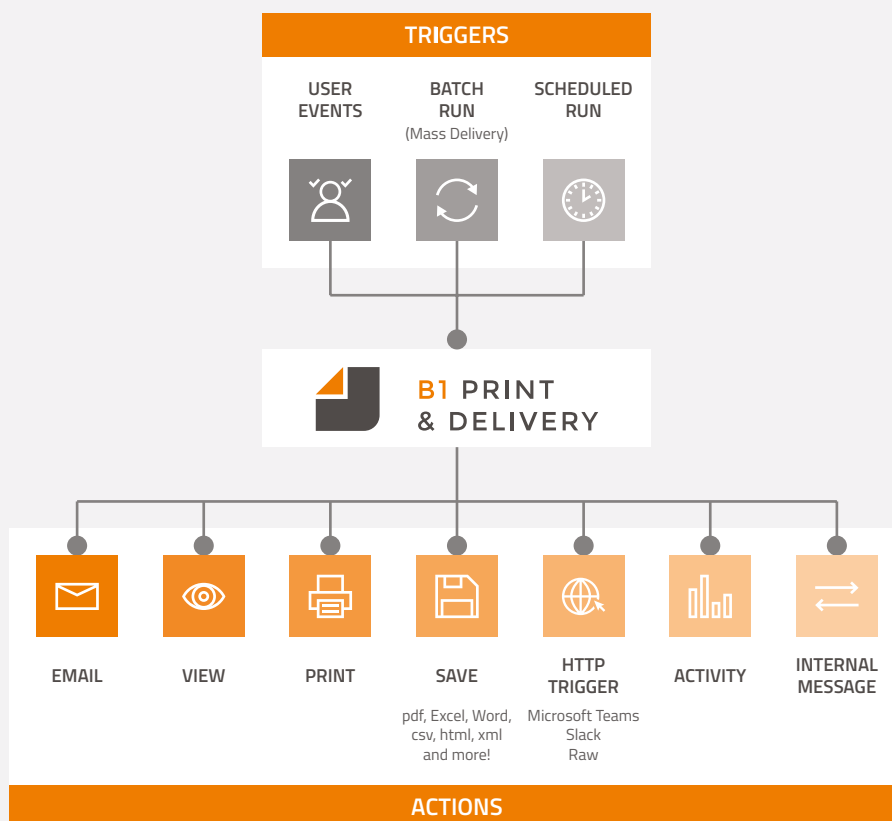 TRIGGERS
USER
EVENTS
BATCH
RUN
(Mass Delivery)
SCHEDULED
RUN
B1 PRINT
& DELIVERY
EMAIL
VIEW
PRINT
SAVE
pdf, Excel, Word,
csv, html, xml
and more!
HTTP
TRIGGER
Microsoft Teams
Slack
Raw
ACTIVITY
INTERNAL
MESSAGE
ACTIONS